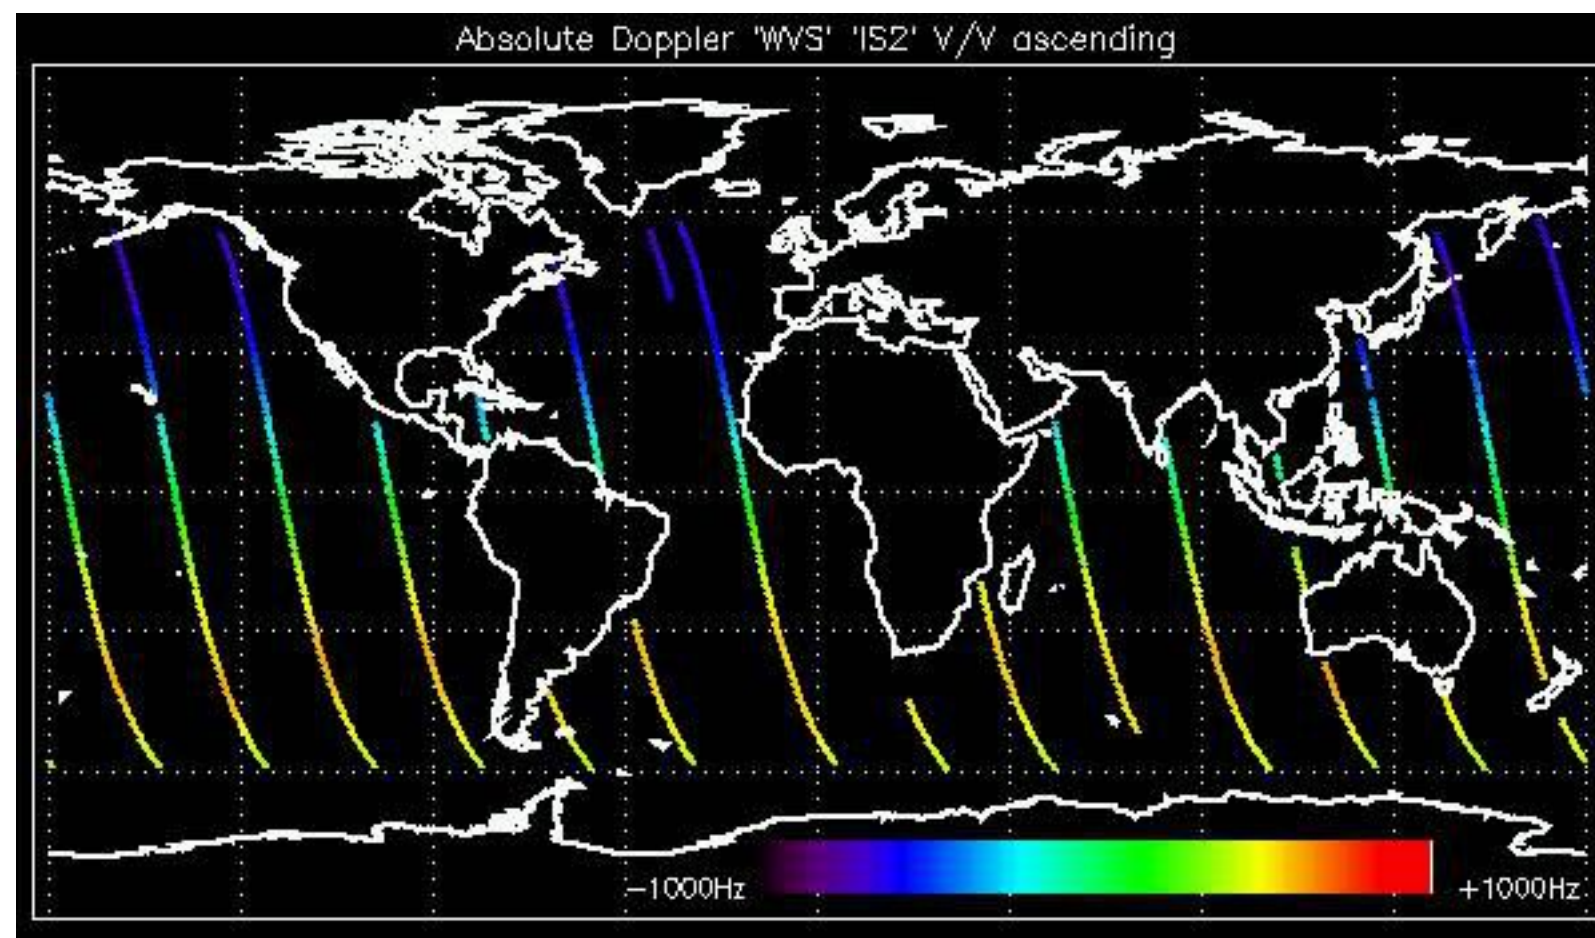 Absolute Doppler 'WVS' 'IS2' V/V ascending
-1000Hz +1000Hz